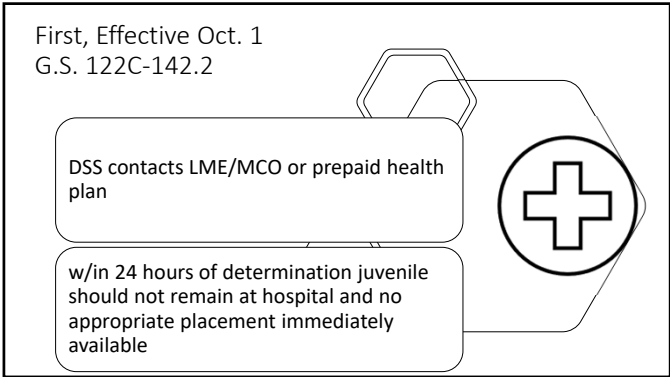 First, Effective Oct. 1
G.S. 122C-142.2
DSS contacts LME/MCO or prepaid health
plan
w/in 24 hours of determination juvenile
should not remain at hospital and no
appropriate placement immediately
available